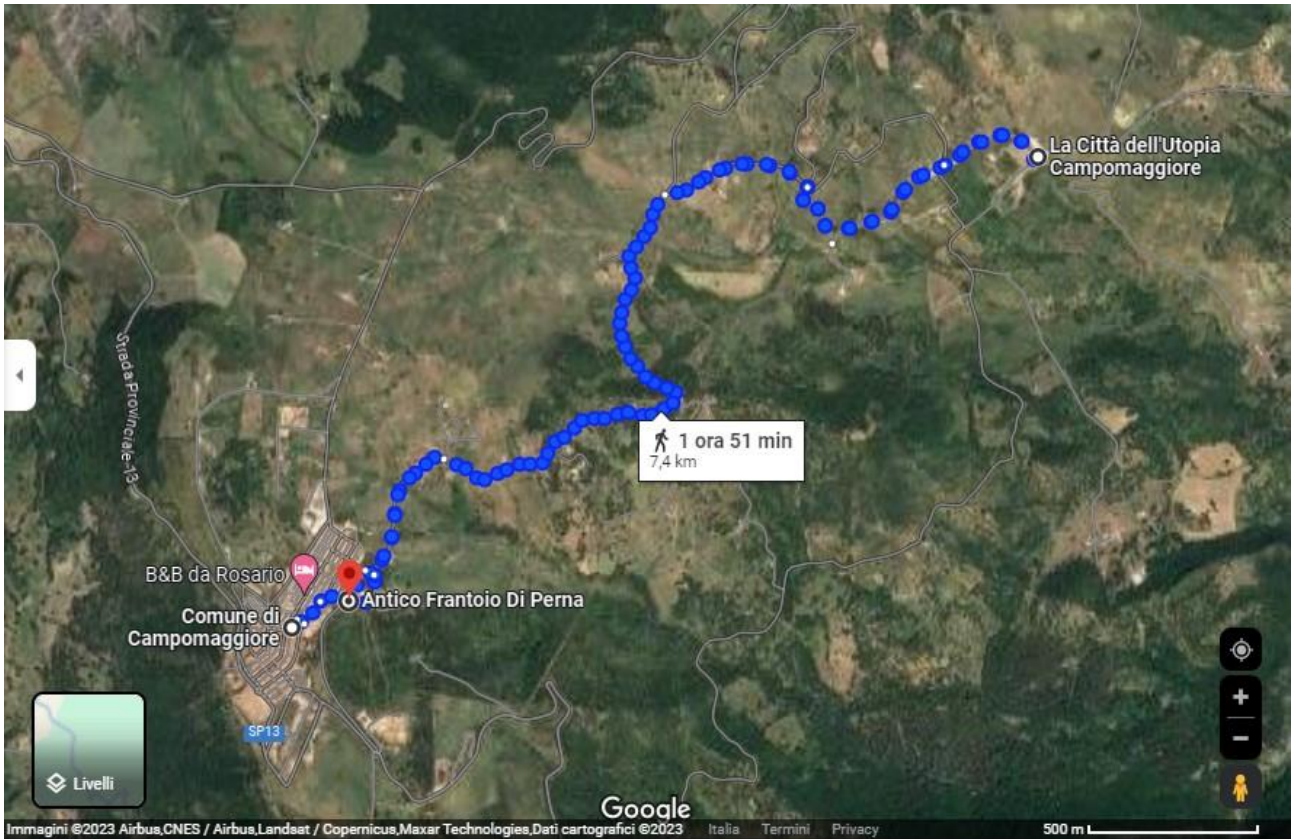 La Città dell'Utopia
Campomaggiore
Strada Provinciale-13
1 ora 51 min
7,4 km
B&B da Rosario
Antico Frantoio Di Perna
Comune di
Campomaggiore
SP13
Livelli
Google
Immagini ©2023 Airbus,CNES / Airbus,Landsat / Copernicus,Maxar Technologies,Dati cartografici ©2023 Italia Termini Privacy 500 m